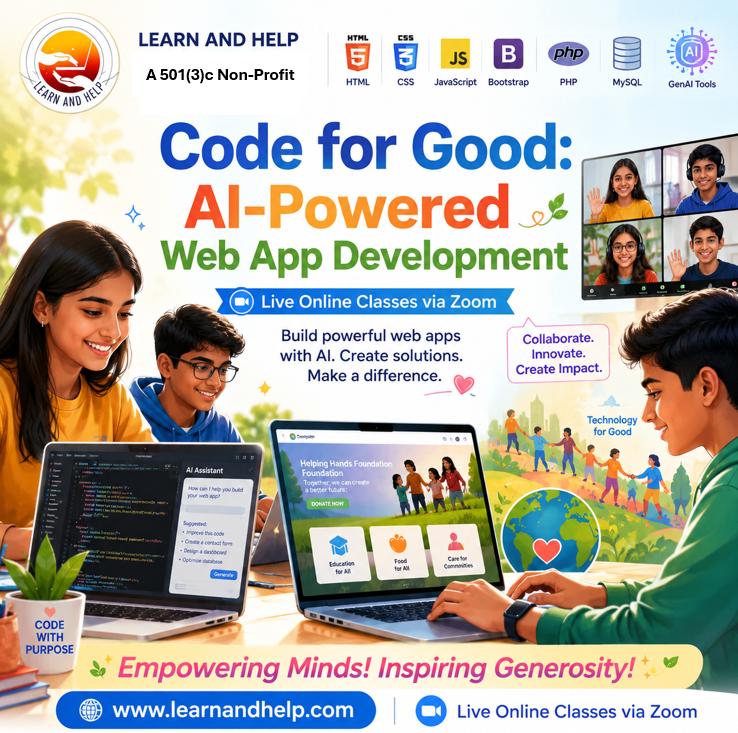 LEARN AND HELP
LEARN AND HELP
A 501(3)c Non-Profit
HTML
HTML
CSS
CSS
JS
JavaScript
B
Bootstrap
php
PHP
MySQL
AI
GenAI Tools
Code for Good:
AI-Powered
Web App Development
Live Online Classes via Zoom
Build powerful web apps
with AI. Create solutions.
Make a difference.
Collaborate.
Innovate.
Create Impact.
Technology
for Good
AI Assistant
How can I help you build
your web app?
Suggested:
• Improve this code
• Create a contact form
• Design a dashboard
• Optimize database
Generate
Helping Hands Foundation
Foundation
Together, we can create
a better future.
DONATE NOW
Education
for All
Food
for All
Care for
Communities
CODE
WITH
PURPOSE
Empowering Minds! Inspiring Generosity!
www.learnandhelp.com
Live Online Classes via Zoom